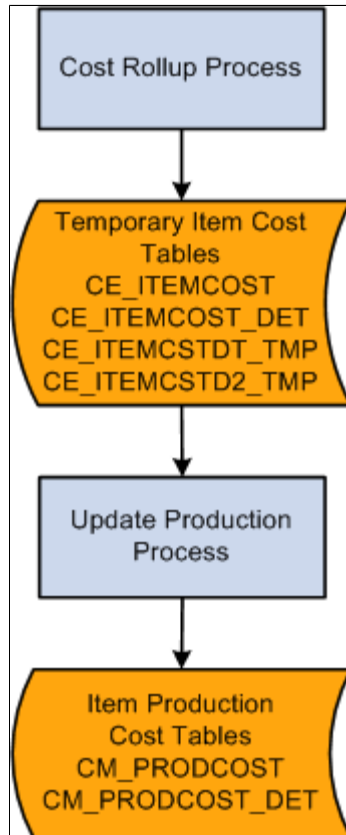 Cost Rollup Process
Temporary Item Cost
Tables
CE_ITEMCOST
CE_ITEMCOST_DET
CE_ITEMCSTDT_TMP
CE_ITEMCSTD2_TMP
Update Production
Process
Item Production
Cost Tables
CM_PRODCOST
CM_PRODCOST_DET